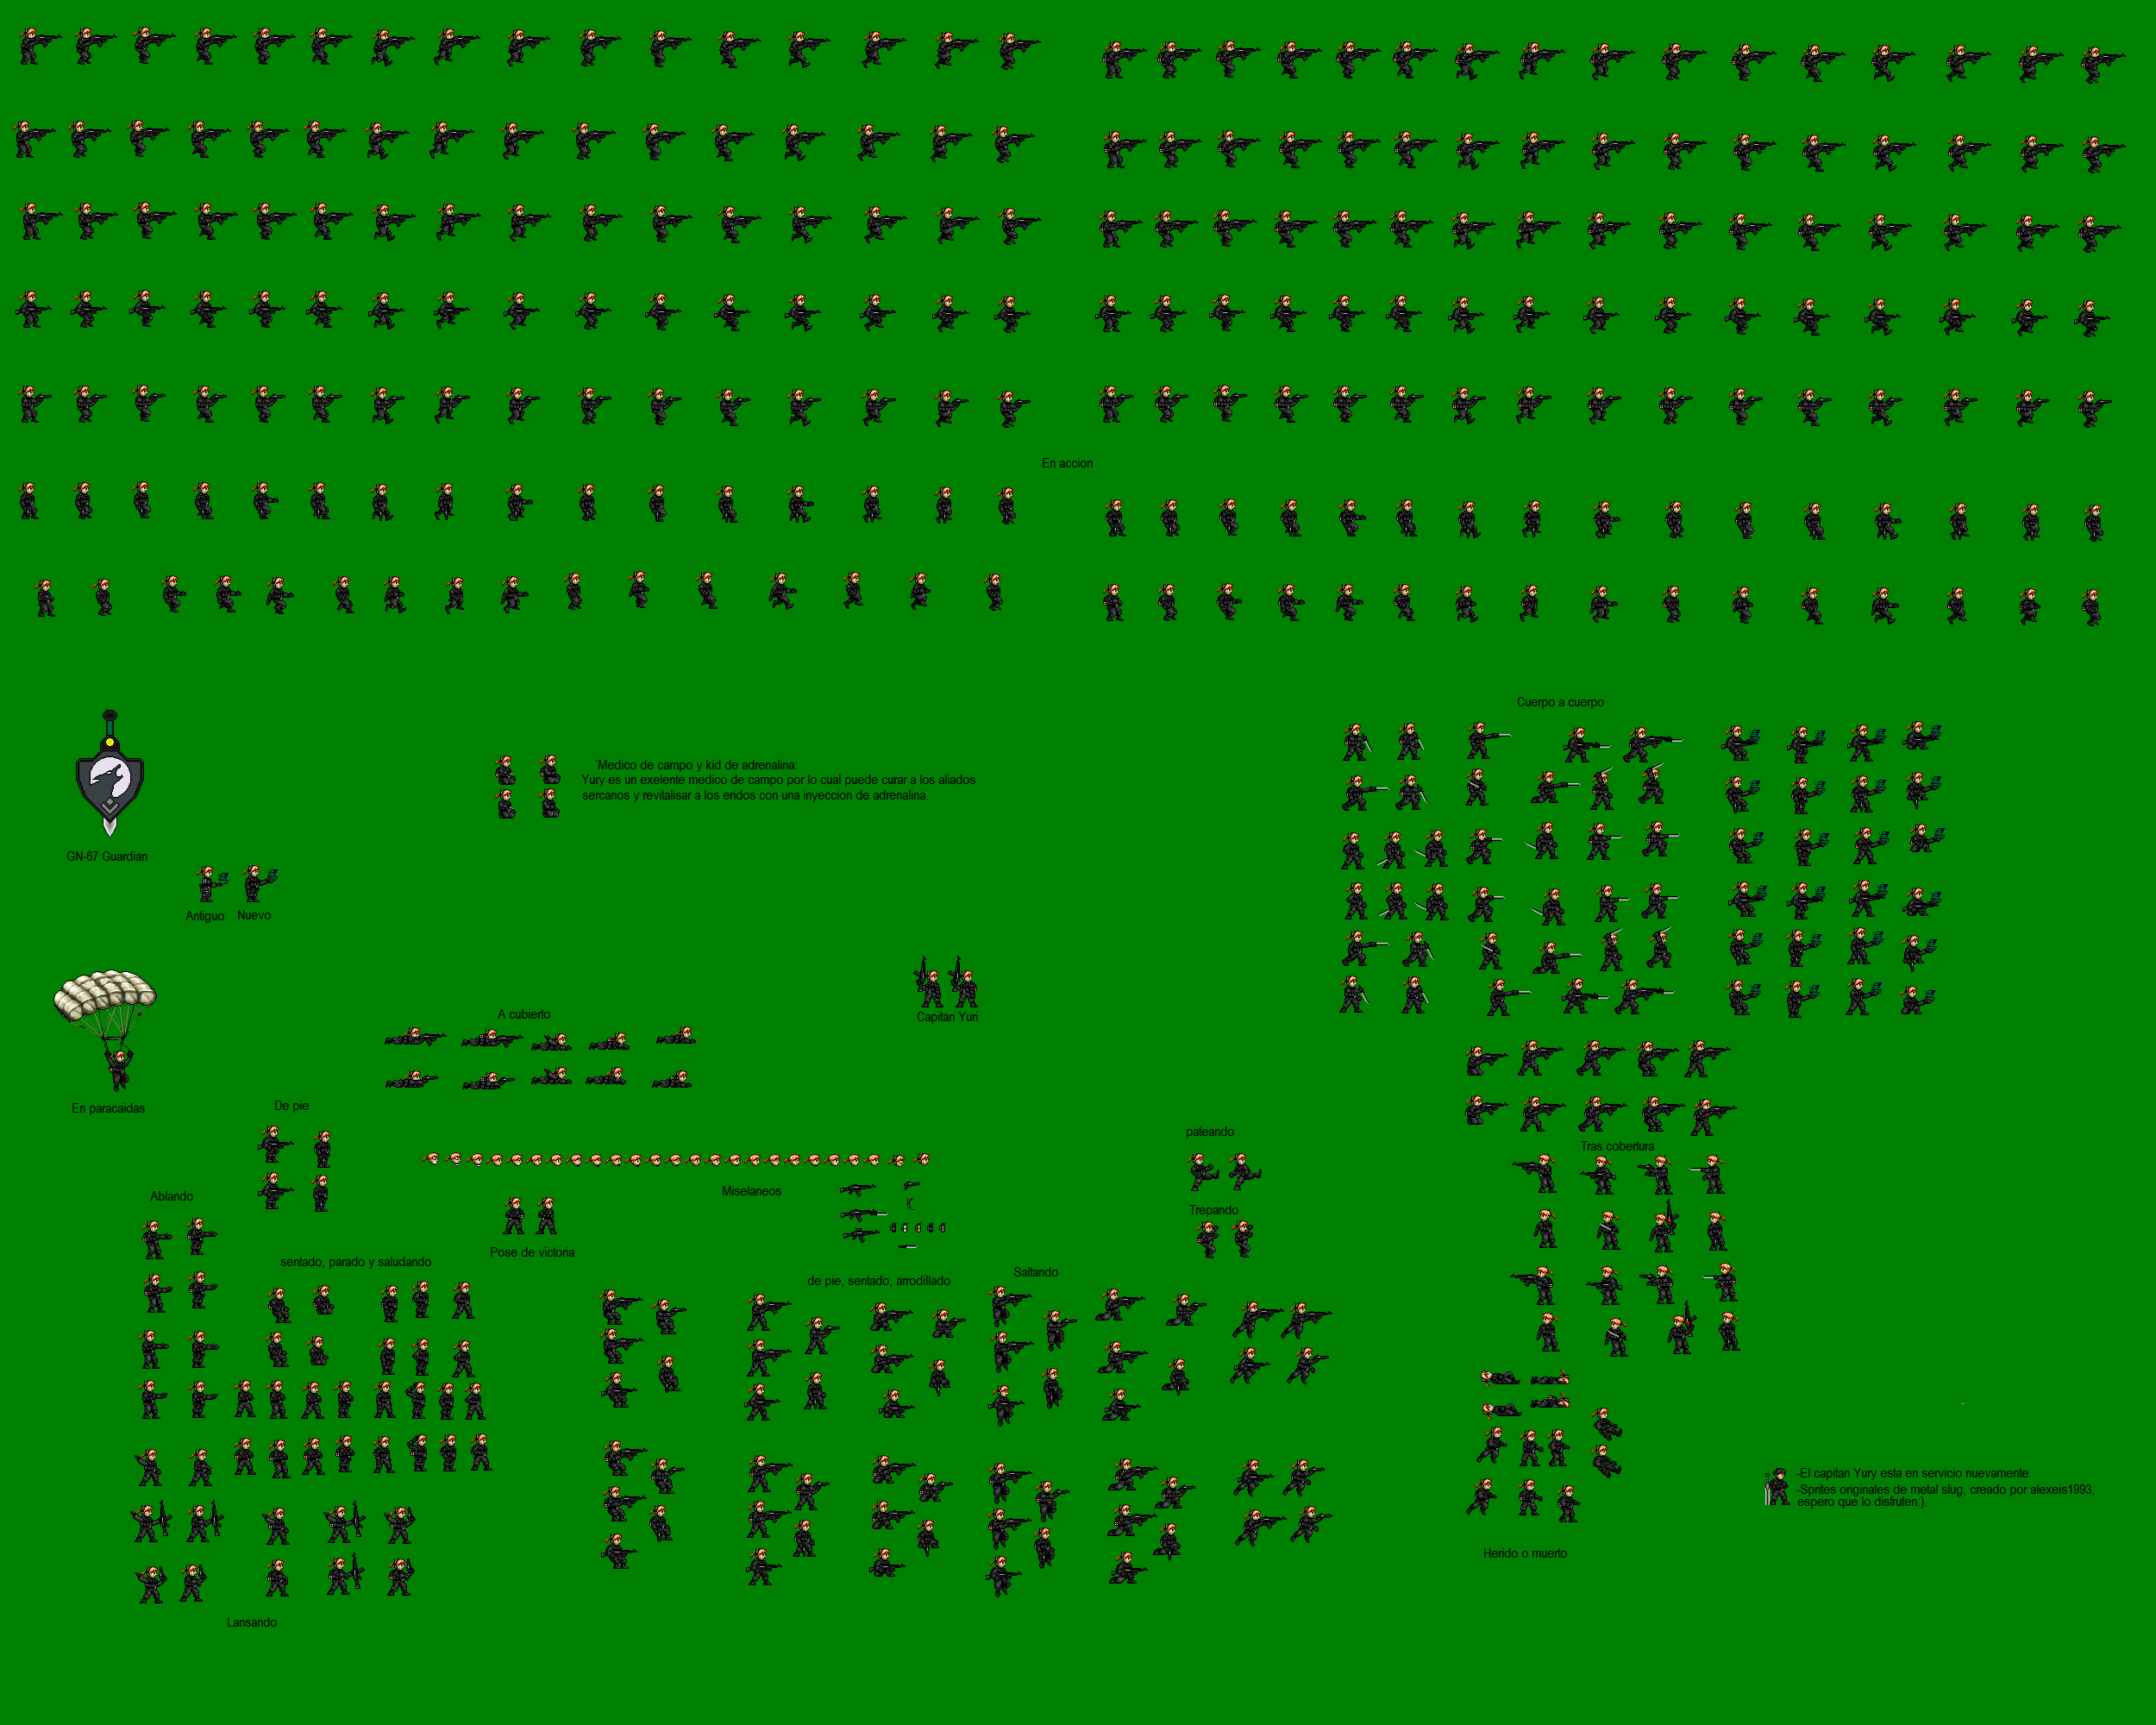 En accion
Cuerpo a cuerpo
´Medico de campo y kid de adrenalina:
Yury es un exelente medico de campo por lo cual puede curar a los aliados
sercanos y revitalisar a los eridos con una inyeccion de adrenalina.
GN-67 Guardian
Antiguo
Nuevo
A cubierto
Capitan Yuri
En paracaidas
De pie
pateando
Tras cobertura
Ablando
Miselaneos
Trepando
Pose de victoria
sentado, parado y saludando
Saltando
de pie, sentado, arrodillado
-El capitan Yury esta en servicio nuevamente.
-Sprites originales de metal slug, creado por alexeis1993,
espero que lo disfruten:).
Herido o muerto
Lansando